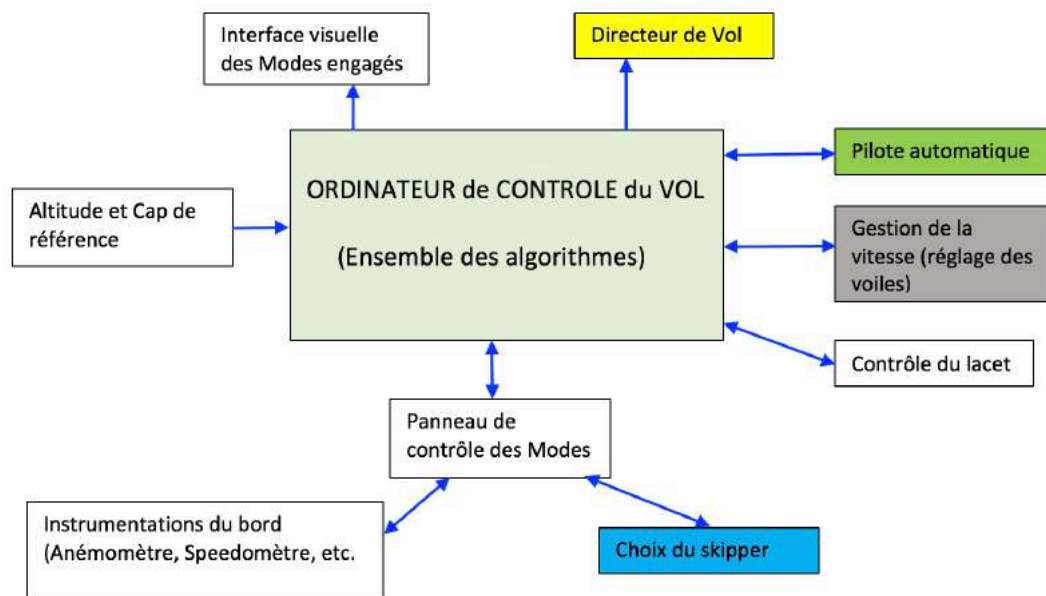 Interface visuelle
des Modes engagés
Directeur de Vol
Pilote automatique
ORDINATEUR de CONTROLE du VOL
(Ensemble des algorithmes)
Altitude et Cap de
référence
Gestion de la
vitesse (réglage des
voiles)
Contrôle du lacet
Panneau de
contrôle des Modes
Instrumentations du bord
(Anémomètre, Speedomètre, etc.
Choix du skipper